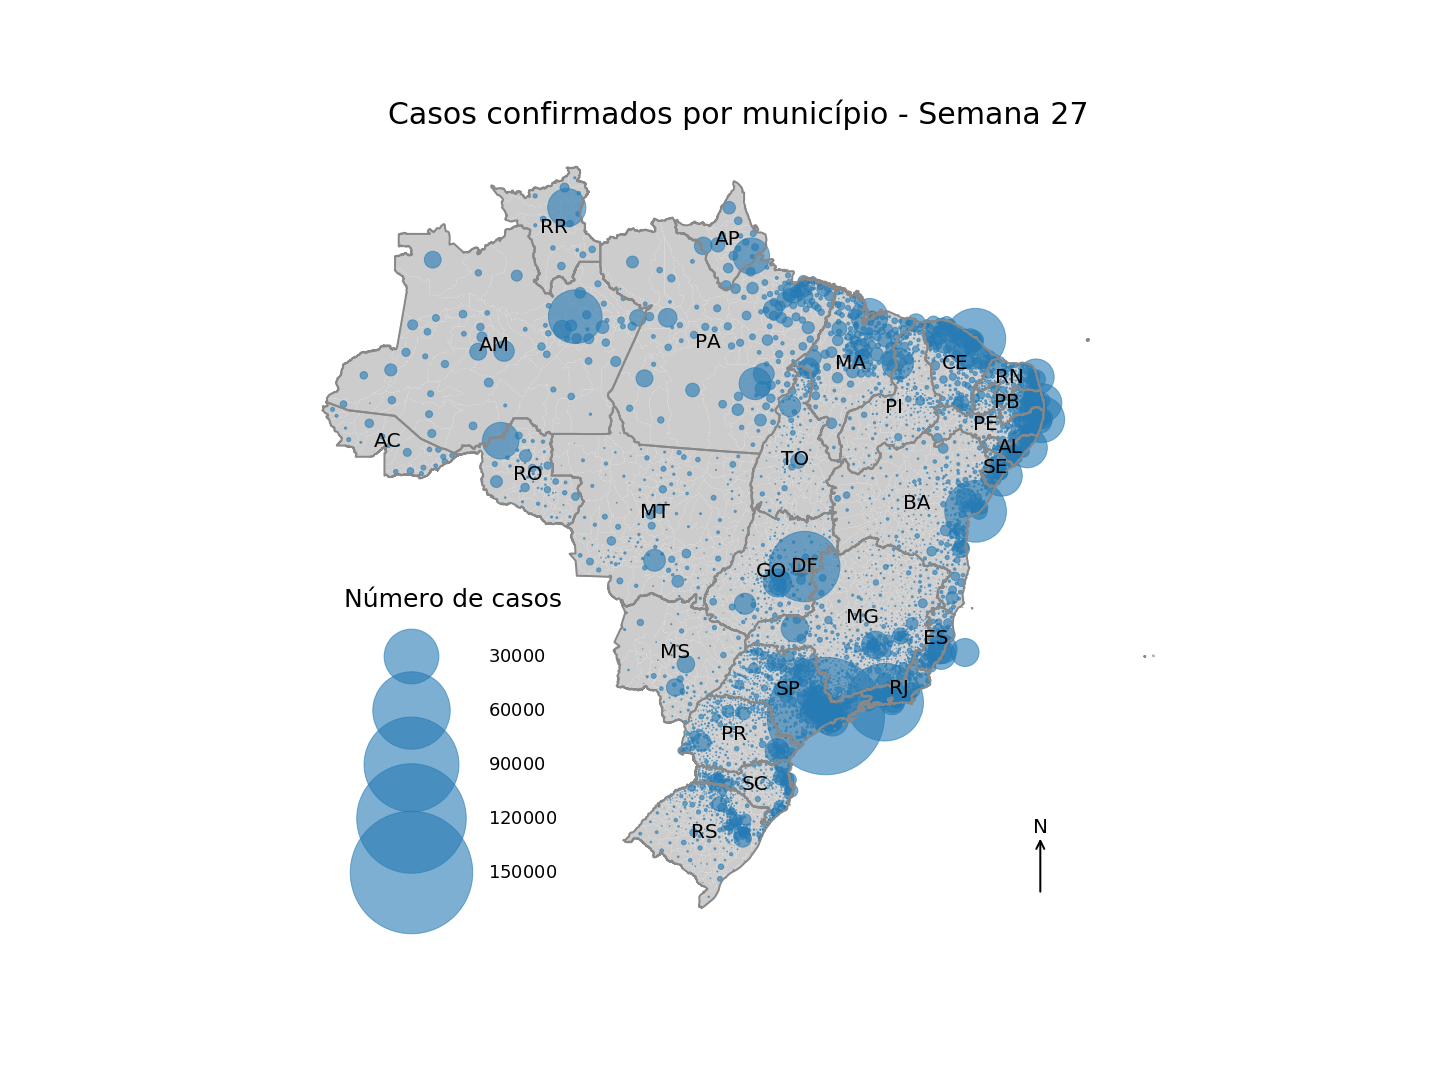 Casos confirmados por município - Semana 27
RR
AP
AM
PA
MA
CE
RN
PB
PI
PE
AC
AL
TO
SE
RO
BA
MT
GO
DF
MG
ES
MS
SP
RJ
PR
SC
RS
Número de casos
30000
60000
90000
120000
150000
N